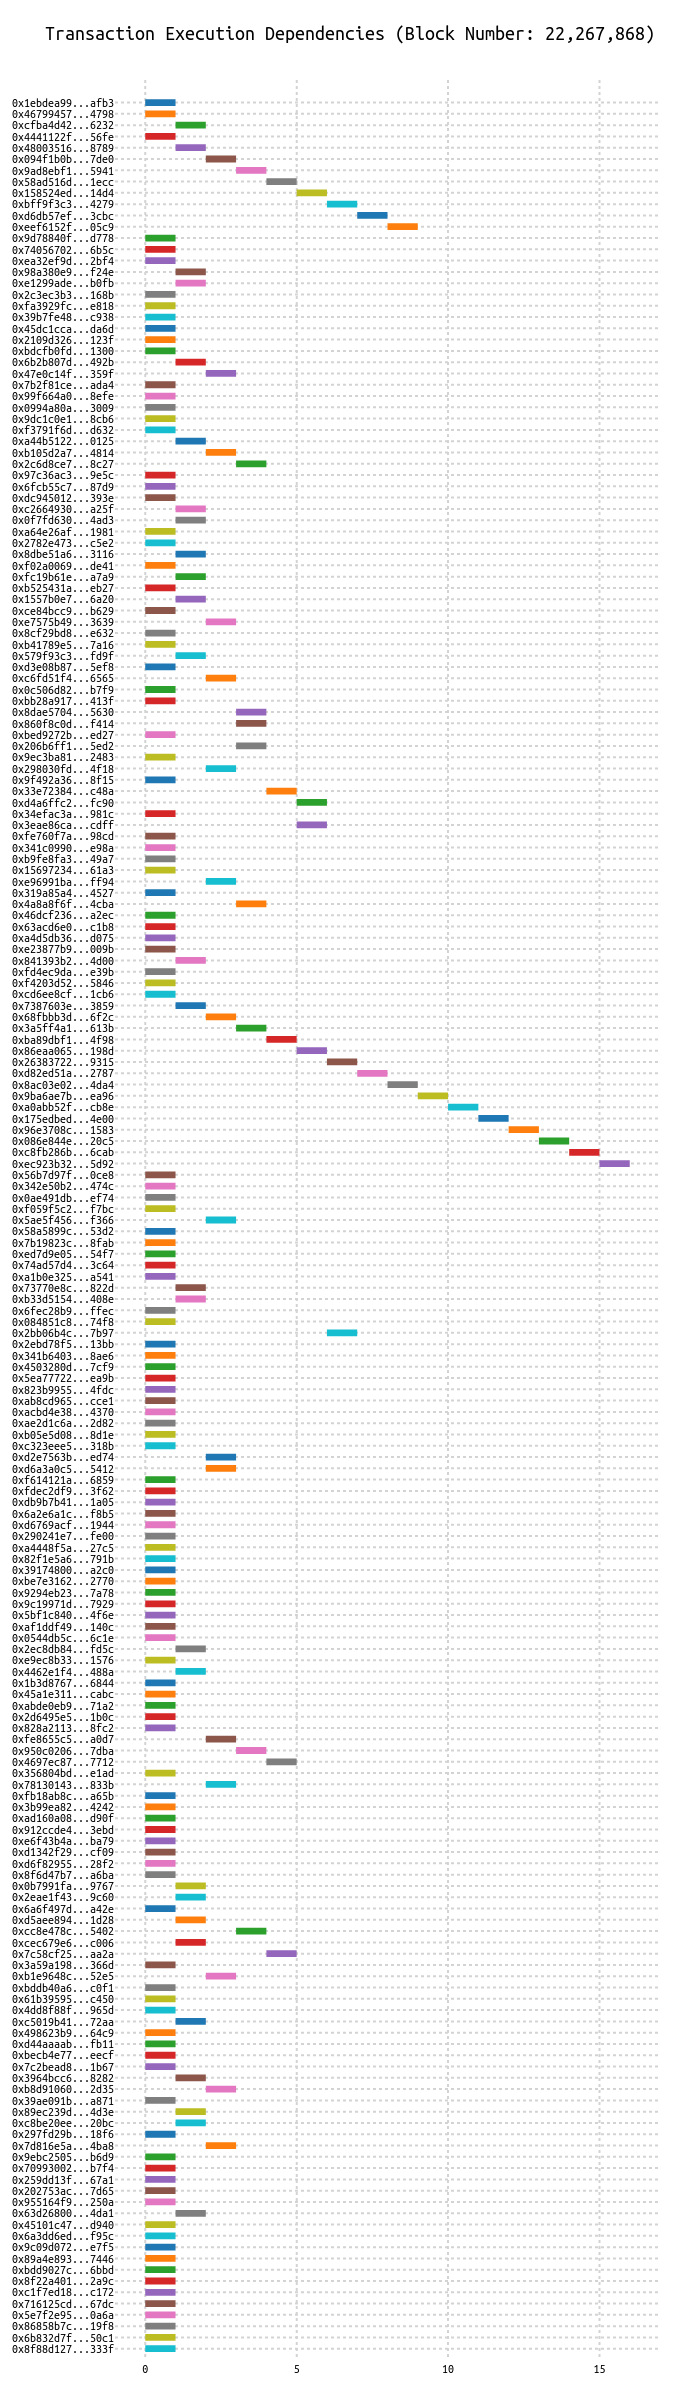 Transaction Execution Dependencies (Block Number: 22,267,868)
0x1ebdea99...afb3
0x46799457...4798
0xcfba4d42...6232
0x4441122f...56fe
0x48003516...8789
0x094f1b0b...7de0
0x9ad8ebf1...5941
0x58ad516d...1ecc
0x158524ed...14d4
0xbff9f3c3...4279
0xd6db57ef...3cbc
0xeef6152f...05c9
0x9d78840f...d778
0x74056702...6b5c
0xea32ef9d...2bf4
0x98a380e9...f24e
0xe1299ade...b0fb
0x2c3ec3b3...168b
0xfa3929fc...e818
0x39b7fe48...c938
0x45dc1cca...da6d
0x2109d326...123f
0xbdcfb0fd...1300
0x6b2b807d...492b
0x47e0c14f...359f
0x7b2f81ce...ada4
0x99f664a0...8efe
0x0994a80a...3009
0x9dc1c0e1...8cb6
0xf3791f6d...d632
0xa44b5122...0125
0xb105d2a7...4814
0x2c6d8ce7...8c27
0x97c36ac3...9e5c
0x6fcb55c7...87d9
0xdc945012...393e
0xc2664930...a25f
0x0f7fd630...4ad3
0xa64e26af...1981
0x2782e473...c5e2
0x8dbe51a6...3116
0xf02a0069...de41
0xfc19b61e...a7a9
0xb525431a...eb27
0x1557b0e7...6a20
0xce84bcc9...b629
0xe7575b49...3639
0x8cf29bd8...e632
0xb41789e5...7a16
0x579f93c3...fd9f
0xd3e08b87...5ef8
0xc6fd51f4...6565
0x0c506d82...b7f9
0xbb28a917...413f
0x8dae5704...5630
0x860f8c0d...f414
0xbed9272b...ed27
0x206b6ff1...5ed2
0x9ec3ba81...2483
0x298030fd...4f18
0x9f492a36...8f15
0x33e72384...c48a
0xd4a6ffc2...fc90
0x34efac3a...981c
0x3eae86ca...cdff
0xfe760f7a...98cd
0x341c0990...e98a
0xb9fe8fa3...49a7
0x15697234...61a3
0xe96991ba...ff94
0x319a85a4...4527
0x4a8a8f6f...4cba
0x46dcf236...a2ec
0x63acd6e0...c1b8
0xa4d5db36...d075
0xe23877b9...009b
0x841393b2...4d00
0xfd4ec9da...e39b
0xf4203d52...5846
0xcd6ee8cf...1cb6
0x7387603e...3859
0x68fbbb3d...6f2c
0x3a5ff4a1...613b
0xba89dbf1...4f98
0x86eaa065...198d
0x26383722...9315
0xd82ed51a...2787
0x8ac03e02...4da4
0x9ba6ae7b...ea96
0xa0abb52f...cb8e
0x175edbed...4e00
0x96e3708c...1583
0x086e844e...20c5
0xc8fb286b...6cab
0xec923b32...5d92
0x56b7d97f...0ce8
0x342e50b2...474c
0x0ae491db...ef74
0xf059f5c2...f7bc
0x5ae5f456...f366
0x58a5899c...53d2
0x7b19823c...8fab
0xed7d9e05...54f7
0x74ad57d4...3c64
0xa1b0e325...a541
0x73770e8c...822d
0xb33d5154...408e
0x6fec28b9...ffec
0x084851c8...74f8
0x2bb06b4c...7b97
0x2ebd78f5...13bb
0x341b6403...8ae6
0x4503280d...7cf9
0x5ea77722...ea9b
0x823b9955...4fdc
0xab8cd965...cce1
0xacbd4e38...4370
0xae2d1c6a...2d82
0xb05e5d08...8d1e
0xc323eee5...318b
0xd2e7563b...ed74
0xd6a3a0c5...5412
0xf614121a...6859
0xfdec2df9...3f62
0xdb9b7b41...1a05
0x6a2e6a1c...f8b5
0xd6769acf...1944
0x290241e7...fe00
0xa4448f5a...27c5
0x82f1e5a6...791b
0x39174800...a2c0
0xbe7e3162...2770
0x9294eb23...7a78
0x9c19971d...7929
0x5bf1c840...4f6e
0xaf1ddf49...140c
0x0544db5c...6c1e
0x2ec8db84...fd5c
0xe9ec8b33...1576
0x4462e1f4...488a
0x1b3d8767...6844
0x45a1e311...cabc
0xabde0eb9...71a2
0x2d6495e5...1b0c
0x828a2113...8fc2
0xfe8655c5...a0d7
0x950c0206...7dba
0x4697ec87...7712
0x356804bd...e1ad
0x78130143...833b
0xfb18ab8c...a65b
0x3b99ea82...4242
0xad160a08...d90f
0x912ccde4...3ebd
0xe6f43b4a...ba79
0xd1342f29...cf09
0xd6f82955...28f2
0x8f6d47b7...a6ba
0x0b7991fa...9767
0x2eae1f43...9c60
0x6a6f497d...a42e
0xd5aee894...1d28
0xcc8e478c...5402
0xcec679e6...c006
0x7c58cf25...aa2a
0x3a59a198...366d
0xb1e9648c...52e5
0xbddb40a6...c0f1
0x61b39595...c450
0x4dd8f88f...965d
0xc5019b41...72aa
0x498623b9...64c9
0xd44aaaab...fb11
0xbecb4e77...eecf
0x7c2bead8...1b67
0x3964bcc6...8282
0xb8d91060...2d35
0x39ae091b...a871
0x89ec239d...4d3e
0xc8be20ee...20bc
0x297fd29b...18f6
0x7d816e5a...4ba8
0x9ebc2505...b6d9
0x70993002...b7f4
0x259dd13f...67a1
0x202753ac...7d65
0x955164f9...250a
0x63d26800...4da1
0x45101c47...d940
0x6a3dd6ed...f95c
0x9c09d072...e7f5
0x89a4e893...7446
0xbdd9027c...6bbd
0x8f22a401...2a9c
0xc1f7ed18...c172
0x716125cd...67dc
0x5e7f2e95...0a6a
0x86858b7c...19f8
0x6b832d7f...50c1
0x8f88d127...333f
0 5 10 15